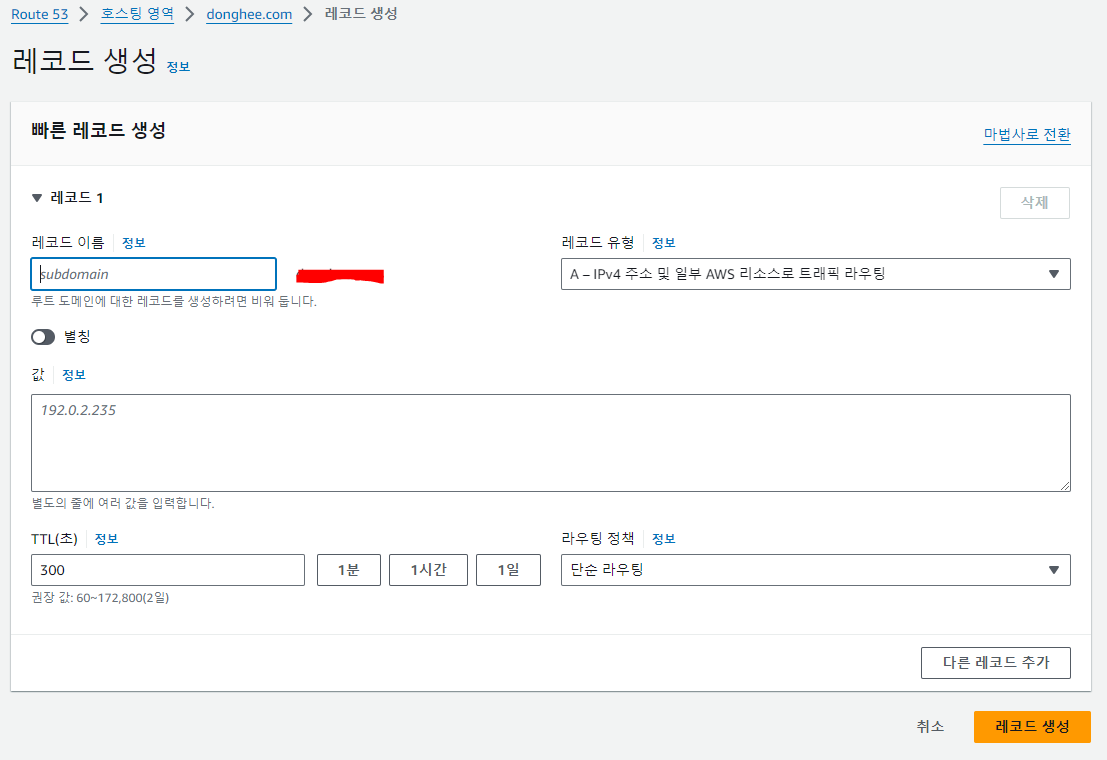 Route 53 > 호스팅 영역 > donghee.com > 레코드 생성
레코드 생성 정보
빠른 레코드 생성
마법사로 전환
▼ 레코드 1
삭제
레코드 이름 정보
레코드 유형 정보
subdomain
A – IPv4 주소 및 일부 AWS 리소스로 트래픽 라우팅
루트 도메인에 대한 레코드를 생성하려면 비워 둡니다.
별칭
값 정보
192.0.2.235
별도의 줄에 여러 값을 입력합니다.
TTL(초) 정보
라우팅 정책 정보
300
1분
1시간
1일
단순 라우팅
권장 값: 60~172,800(2일)
다른 레코드 추가
취소
레코드 생성